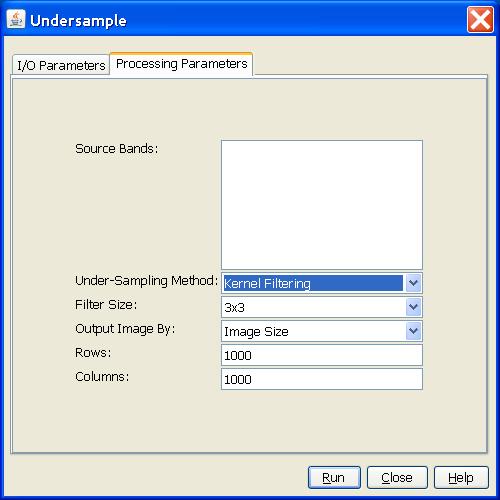 Undersample
I/O Parameters Processing Parameters
Source Bands:
Under-Sampling Method: Kernel Filtering
Filter Size: 3x3
Output Image By: Image Size
Rows: 1000
Columns: 1000
Run Close Help